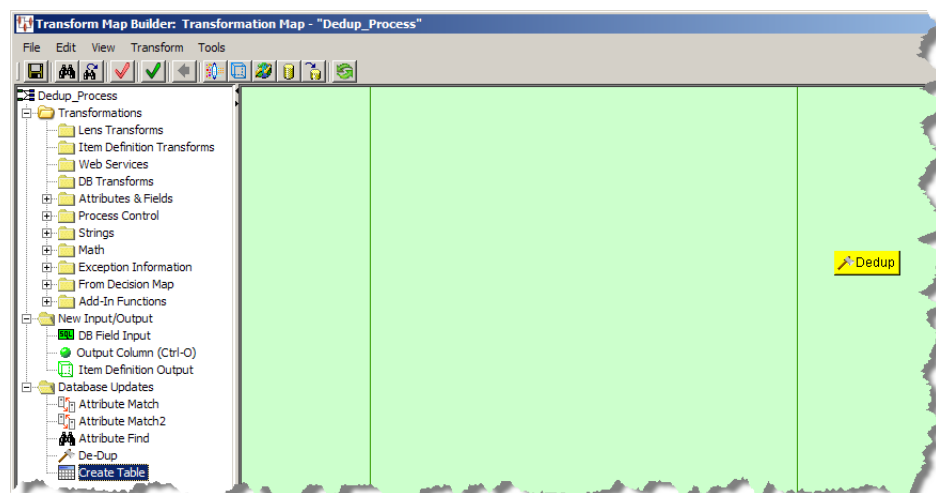 Transform Map Builder: Transformation Map - "Dedup_Process"
File Edit View Transform Tools
Dedup_Process
Transformations
Lens Transforms
Item Definition Transforms
Web Services
DB Transforms
Attributes & Fields
Process Control
Strings
Math
Exception Information
From Decision Map
Add-In Functions
New Input/Output
SQL DB Field Input
Output Column (Ctrl-O)
Item Definition Output
Database Updates
Attribute Match
Attribute Match2
Attribute Find
De-Dup
Create Table
Dedup